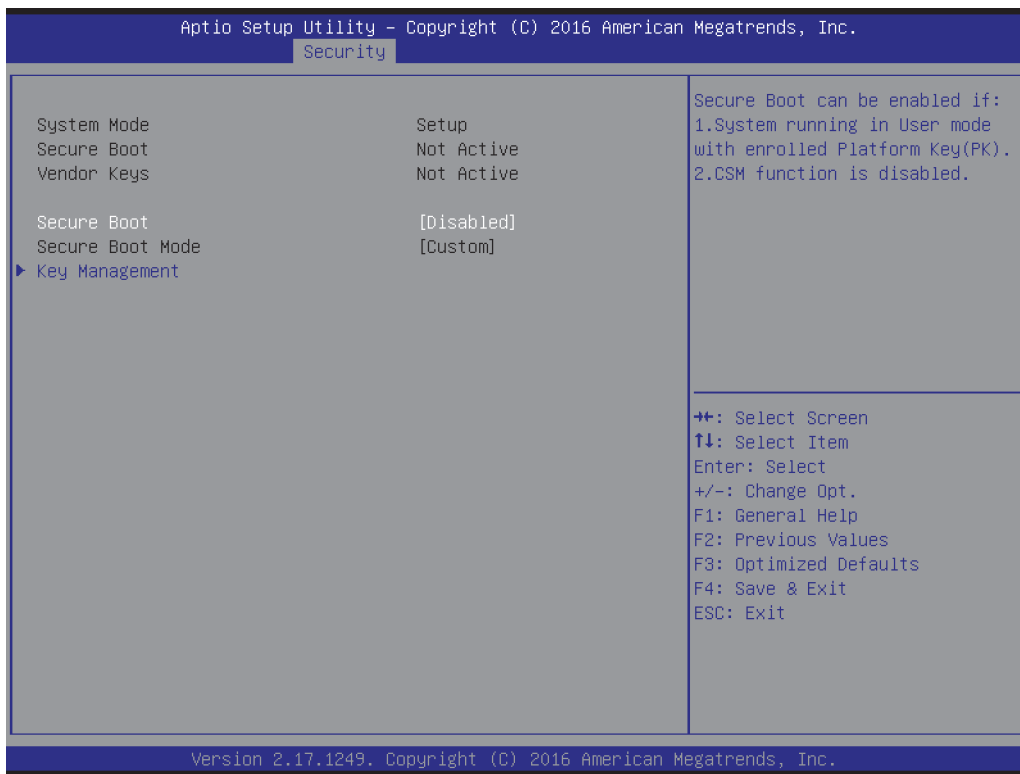 Aptio Setup Utility – Copyright (C) 2016 American Megatrends, Inc.
Security
System Mode Setup
Secure Boot Not Active
Vendor Keys Not Active
Secure Boot [Disabled]
Secure Boot Mode [Custom]
Key Management
Secure Boot can be enabled if:
1.System running in User mode
with enrolled Platform Key(PK).
2.CSM function is disabled.
→←: Select Screen
↑↓: Select Item
Enter: Select
+/-: Change Opt.
F1: General Help
F2: Previous Values
F3: Optimized Defaults
F4: Save & Exit
ESC: Exit
Version 2.17.1249. Copyright (C) 2016 American Megatrends, Inc.